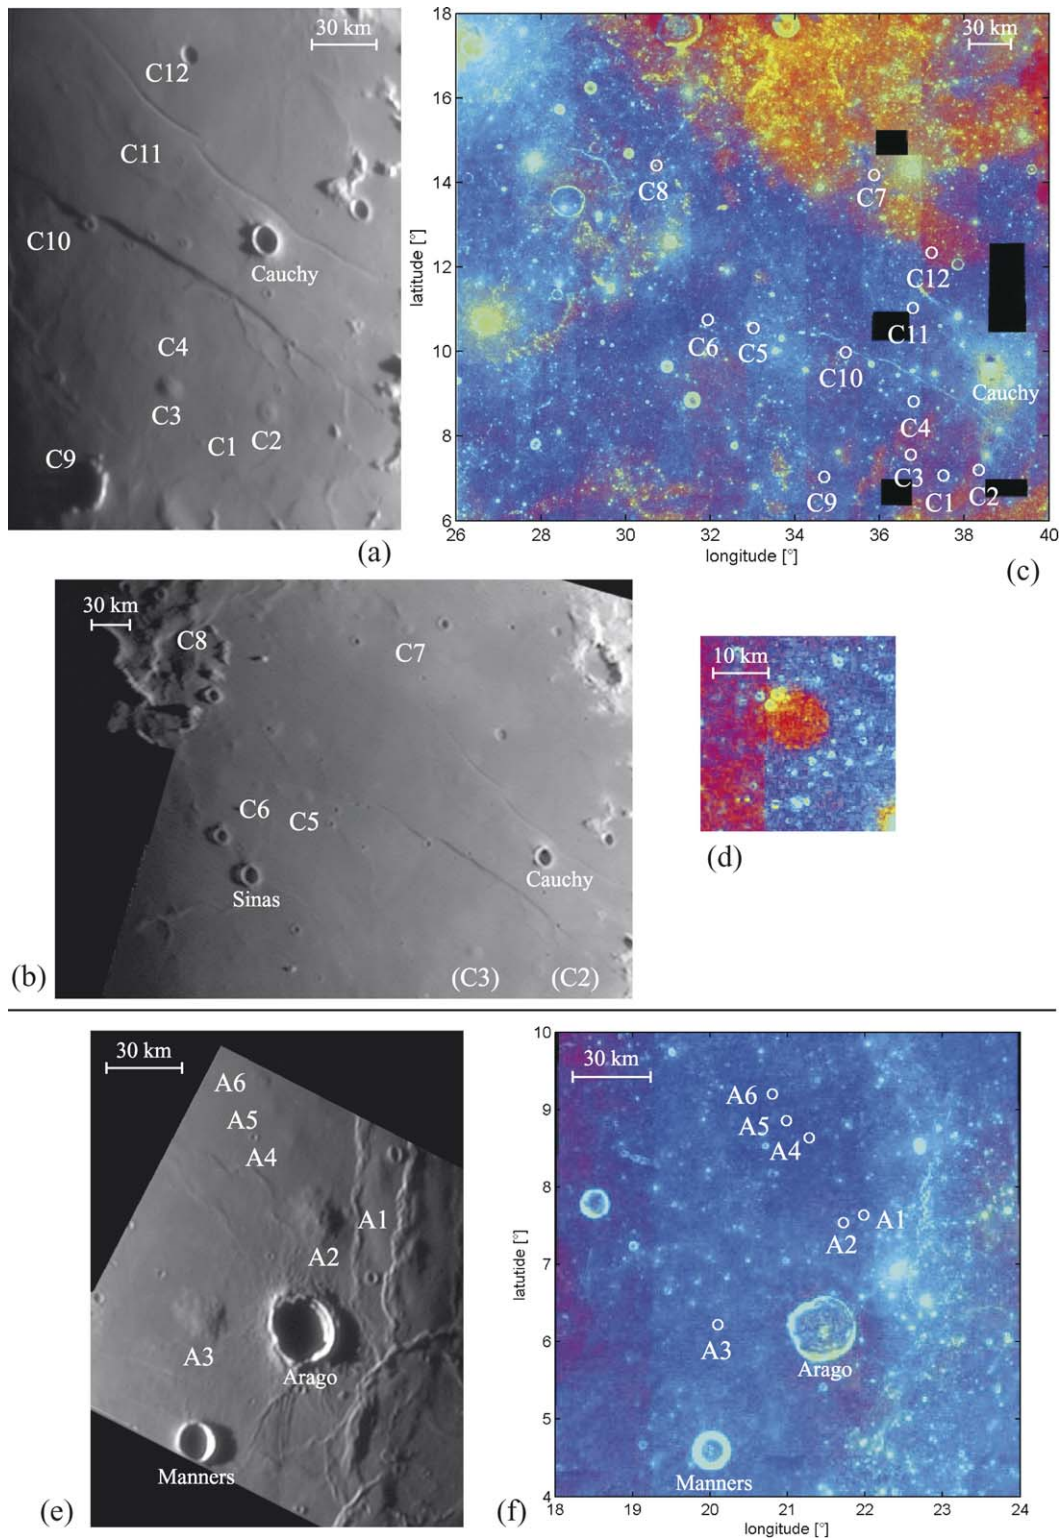 30 km
C12
C11
C10
Cauchy
C4
C3
C1
C2
C9
(a)
18
16
14
12
10
8
6
latitude [°]
30 km
C8
C7
C12
C11
C6
C5
C10
Cauchy
C4
C3
C9
C1
C2
26
28
30
32
34
36
38
40
longitude [°]
(c)
30 km
C8
C7
C6
C5
Cauchy
Sinas
(C3)
(C2)
(b)
10 km
(d)
30 km
A6
A5
A4
A1
A2
A3
Arago
Manners
(e)
10
9
8
7
6
5
4
latutide [°]
30 km
A6
A5
A4
A1
A2
A3
Arago
Manners
18
19
20
21
22
23
24
longitude [°]
(f)